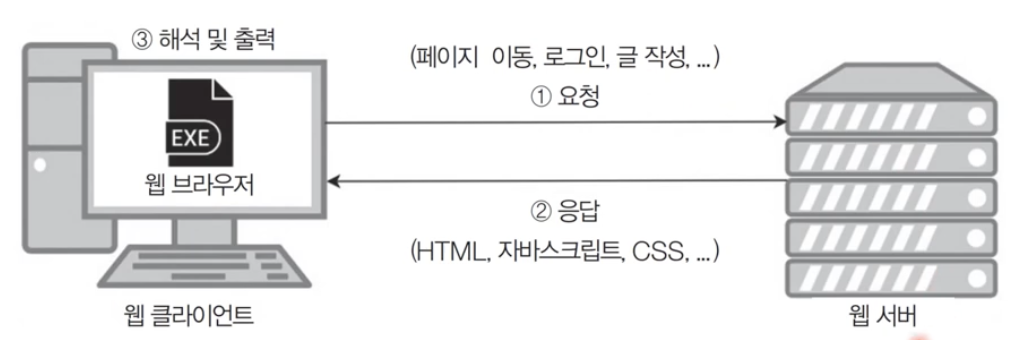 ③ 해석 및 출력
(페이지 이동, 로그인, 글 작성, ...)
① 요청
EXE
웹 브라우저
② 응답
(HTML, 자바스크립트, CSS, ...)
웹 클라이언트
웹 서버